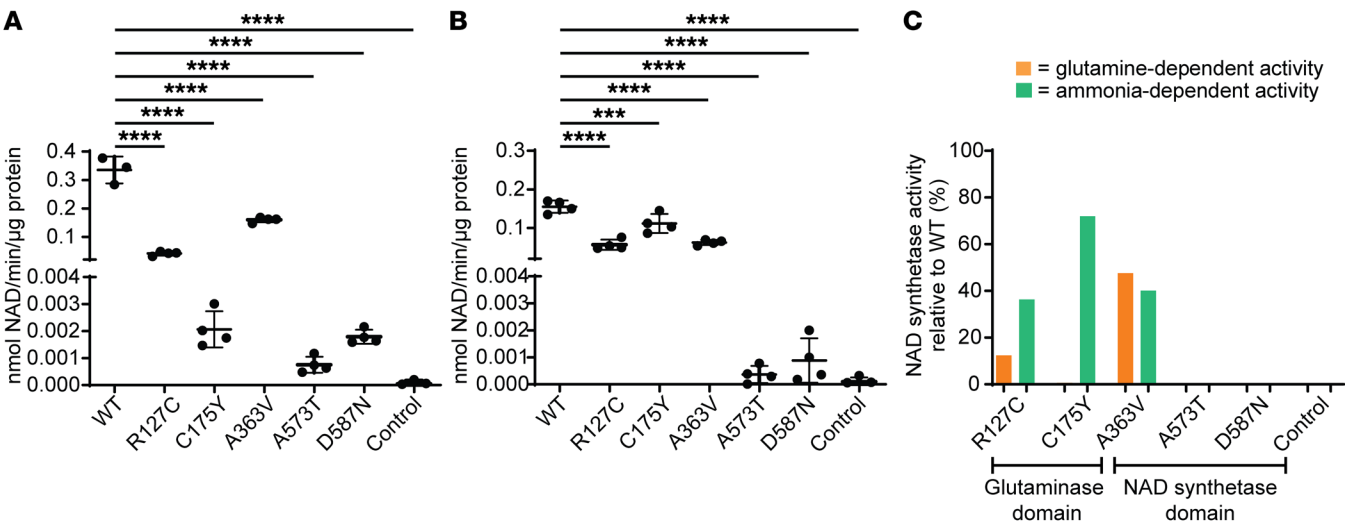 A
****
****
****
****
****
****
nmol NAD/min/μg protein
0.4
0.3
0.2
0.1
0.004
0.003
0.002
0.001
0.000
WT
R127C
C175Y
A363V
A573T
D587N
Control
B
****
****
****
****
***
****
nmol NAD/min/μg protein
0.3
0.2
0.1
0.004
0.003
0.002
0.001
0.000
WT
R127C
C175Y
A363V
A573T
D587N
Control
C
= glutamine-dependent activity
= ammonia-dependent activity
NAD synthetase activity
relative to WT (%)
100
80
60
40
20
0
R127C
C175Y
A363V
A573T
D587N
Control
Glutaminase
domain
NAD synthetase
domain